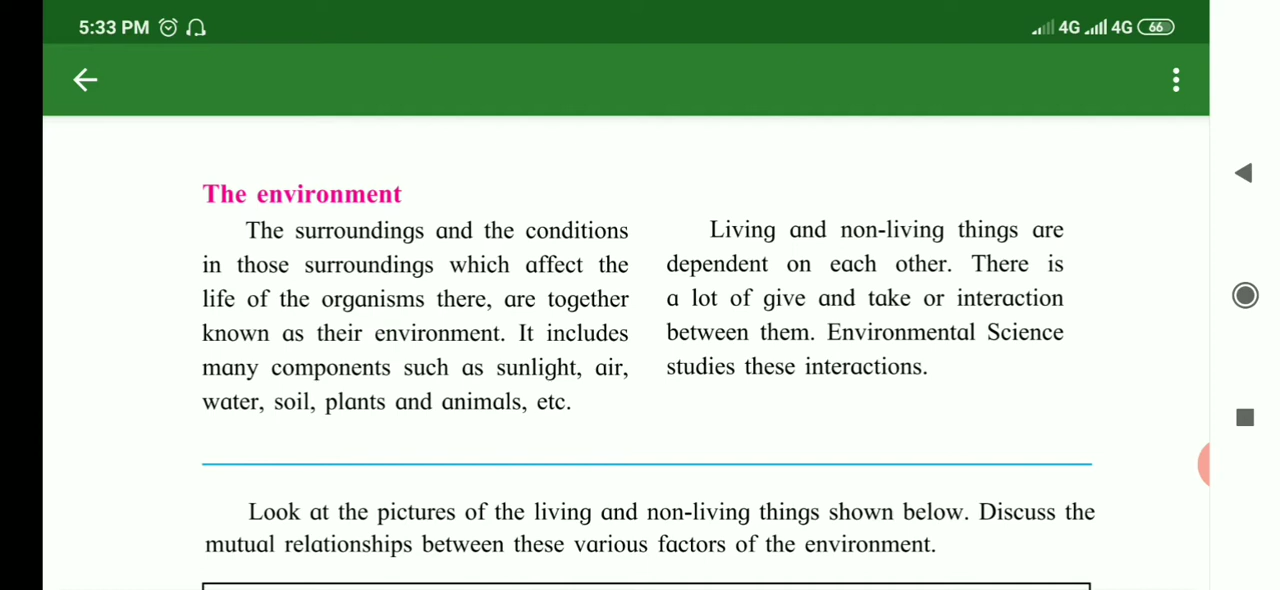 5:33 PM
4G 4G 66
The environment
The surroundings and the conditions
in those surroundings which affect the
life of the organisms there, are together
known as their environment. It includes
many components such as sunlight, air,
water, soil, plants and animals, etc.
Living and non-living things are
dependent on each other. There is
a lot of give and take or interaction
between them. Environmental Science
studies these interactions.
Look at the pictures of the living and non-living things shown below. Discuss the
mutual relationships between these various factors of the environment.